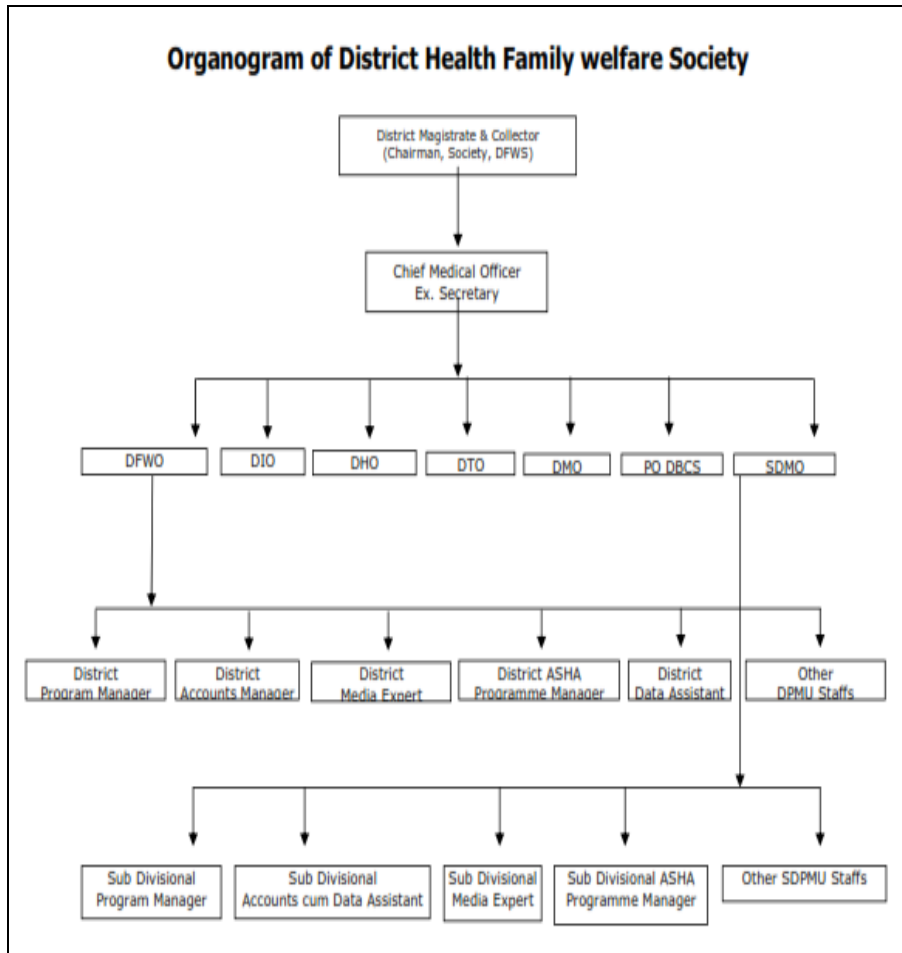 Organogram of District Health Family welfare Society
District Magistrate & Collector
(Chairman, Society, DFWS)
Chief Medical Officer
Ex. Secretary
DFWO
DIO
DHO
DTO
DMO
PO DBCS
SDMO
District
Program Manager
District
Accounts Manager
District
Media Expert
District ASHA
Programme Manager
District
Data Assistant
Other
DPMU Staffs
Sub Divisional
Program Manager
Sub Divisional
Accounts cum Data Assistant
Sub Divisional
Media Expert
Sub Divisional ASHA
Programme Manager
Other SDPMU Staffs